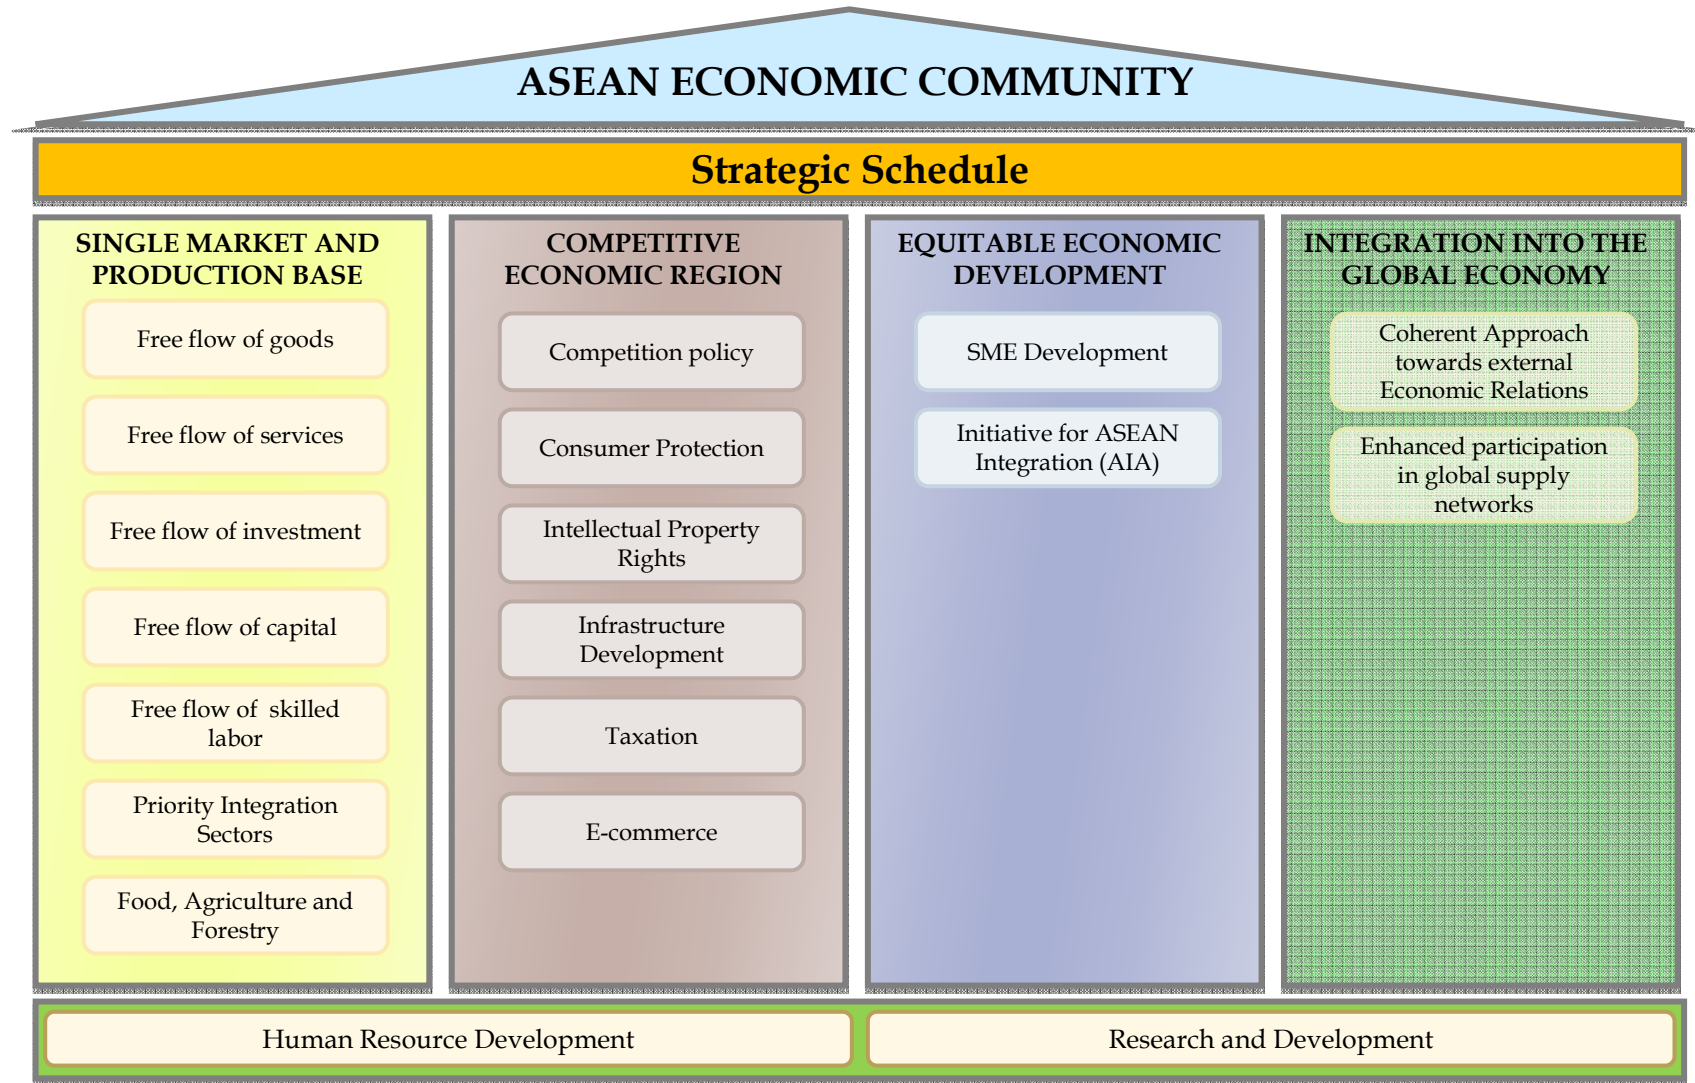 ASEAN ECONOMIC COMMUNITY
Strategic Schedule
SINGLE MARKET AND
PRODUCTION BASE
Free flow of goods
Free flow of services
Free flow of investment
Free flow of capital
Free flow of  skilled
labor
Priority Integration
Sectors
Food, Agriculture and
Forestry
COMPETITIVE
ECONOMIC REGION
Competition policy
Consumer Protection
Intellectual Property
Rights
Infrastructure
Development
Taxation
E-commerce
EQUITABLE ECONOMIC
DEVELOPMENT
SME Development
Initiative for ASEAN
Integration (AIA)
INTEGRATION INTO THE
GLOBAL ECONOMY
Coherent Approach
towards external
Economic Relations
Enhanced participation
in global supply
networks
Human Resource Development
Research and Development